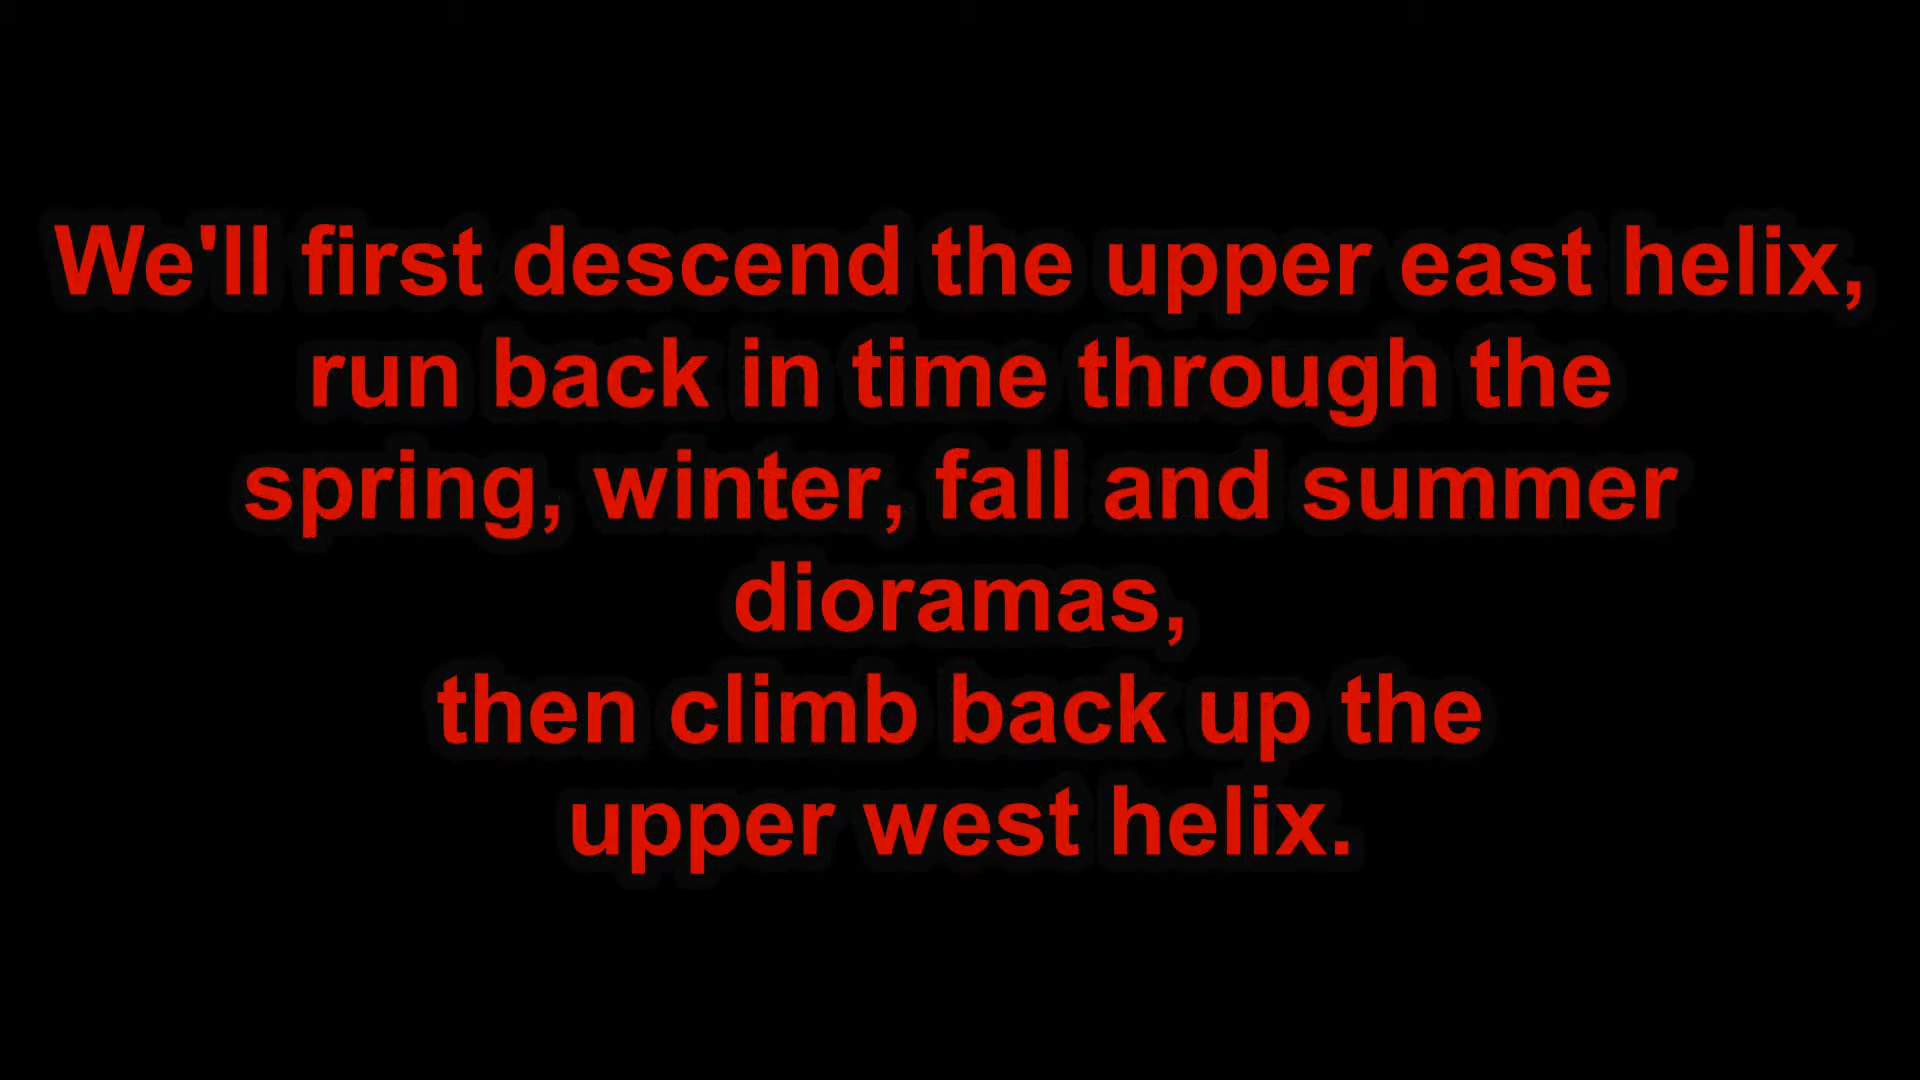 We'll first descend the upper east helix,
run back in time through the
spring, winter, fall and summer
dioramas,
then climb back up the
upper west helix.